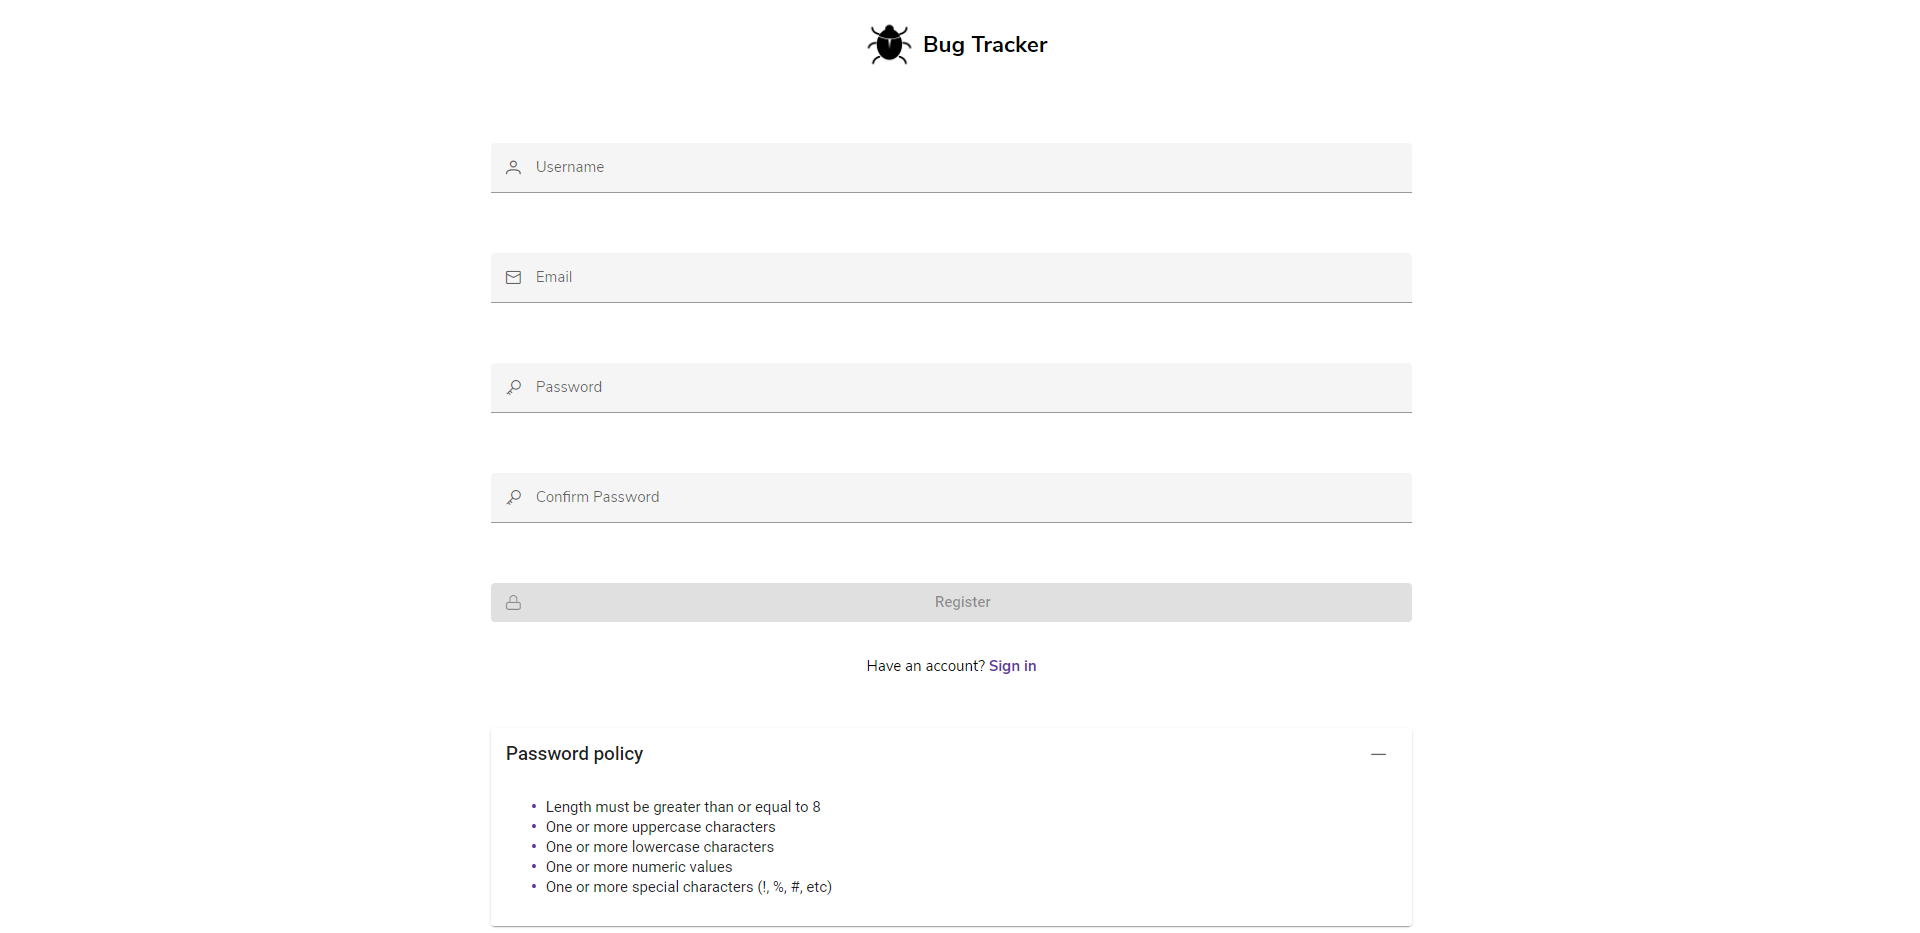 Bug Tracker
Username
Email
Password
Confirm Password
Register
Have an account? Sign in
Password policy
• Length must be greater than or equal to 8
• One or more uppercase characters
• One or more lowercase characters
• One or more numeric values
• One or more special characters (!, %, #, etc)